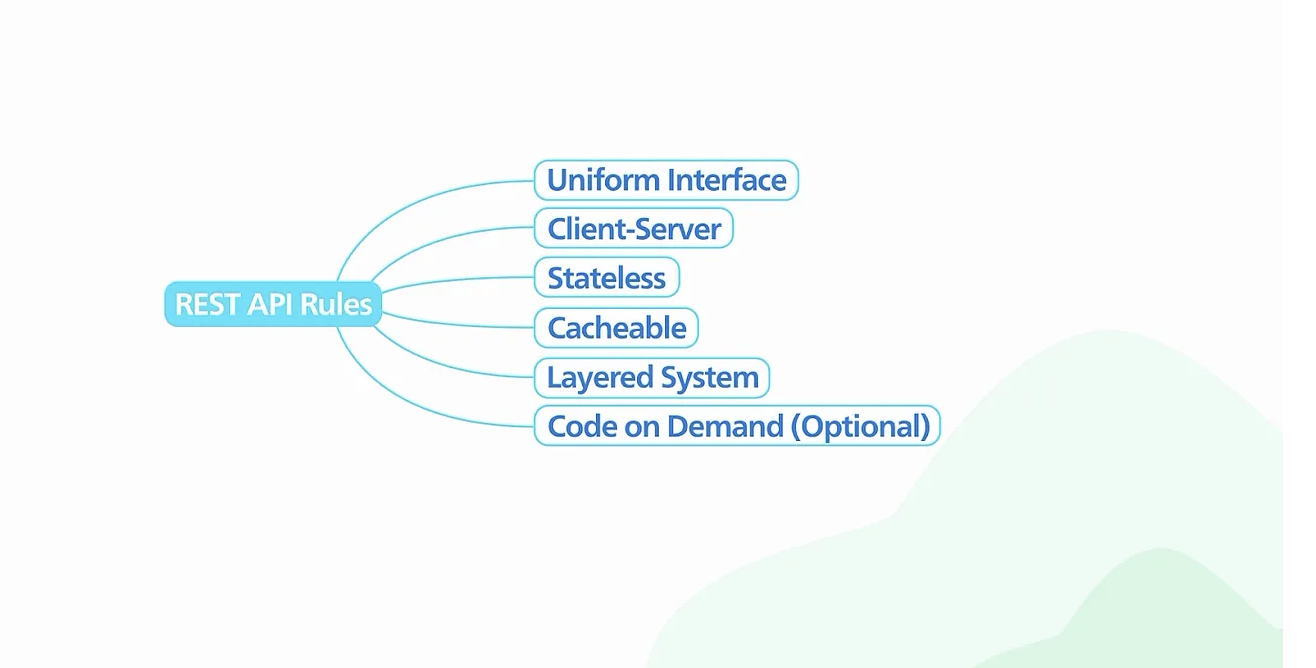 Uniform Interface
Client-Server
Stateless
REST API Rules
Cacheable
Layered System
Code on Demand (Optional)